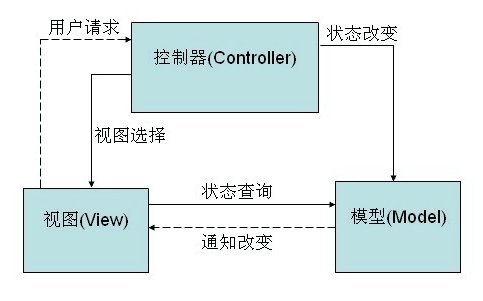 用户请求
控制器(Controller)
状态改变
视图选择
状态查询
视图(View)
模型(Model)
通知改变